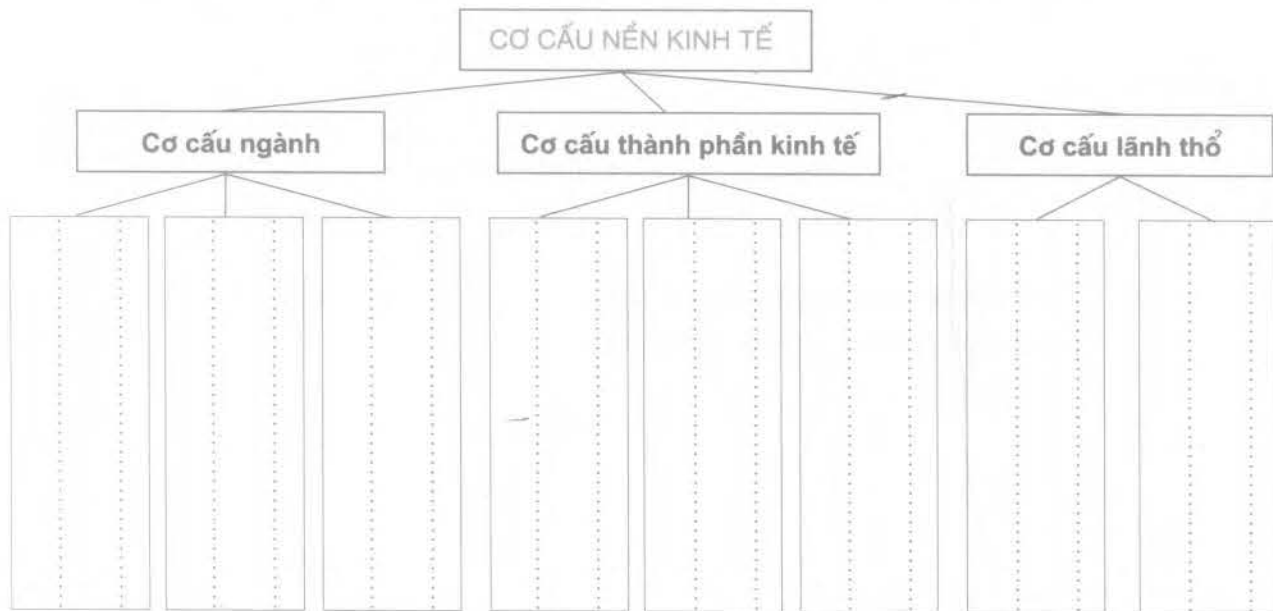 CƠ CẤU NỀN KINH TẾ
Cơ cấu ngành
Cơ cấu thành phần kinh tế
Cơ cấu lãnh thổ